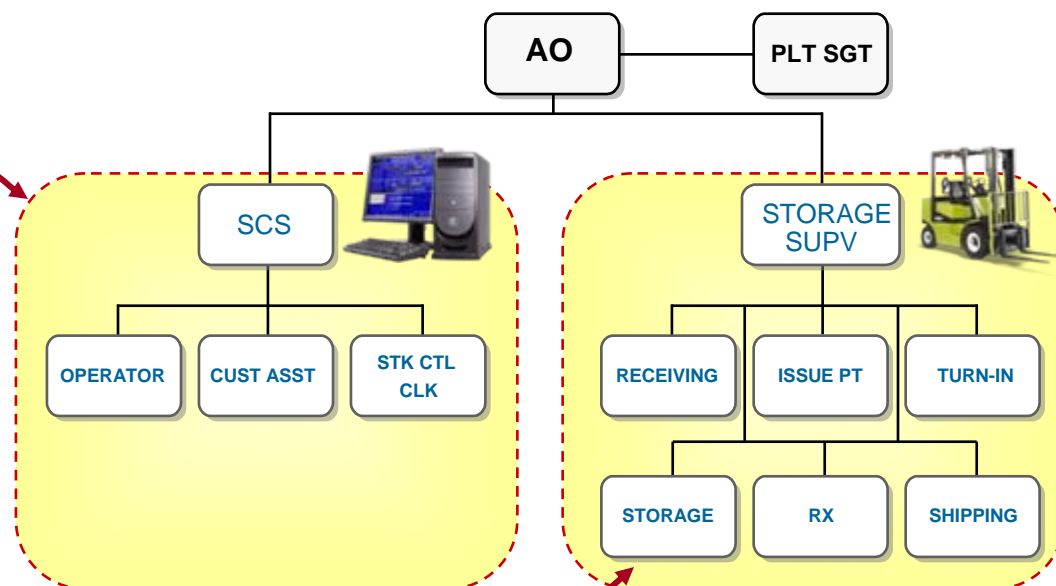 AO
PLT SGT
SCS
STORAGE
SUPV
OPERATOR
CUST ASST
STK CTL
CLK
RECEIVING
ISSUE PT
TURN-IN
STORAGE
RX
SHIPPING